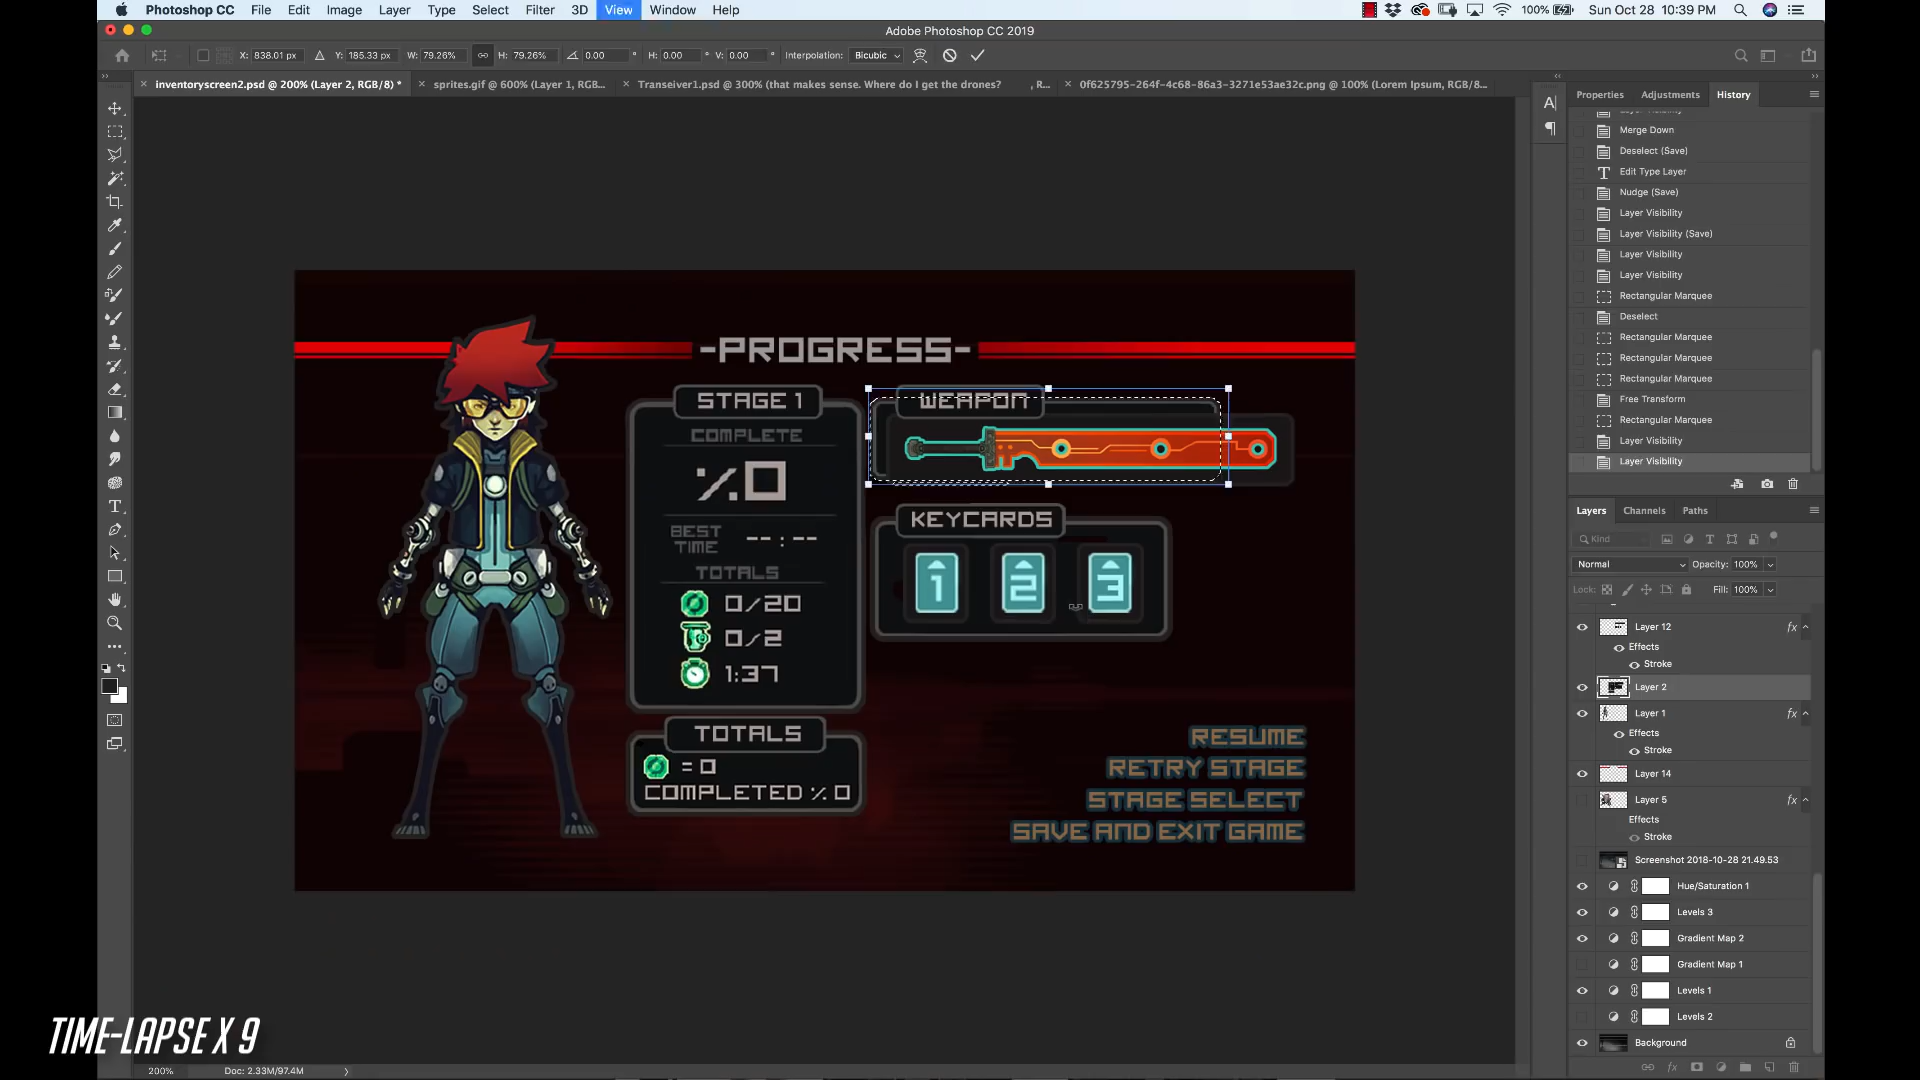 Photoshop CC File Edit Image Layer Type Select Filter 3D View Window Help 100% Sun Oct 28 10:39 PM
Adobe Photoshop CC 2019
X: 838.01 px Y: 185.33 px W: 79.26% H: 79.26% 0.00 ° H: 0.00 ° V: 0.00 ° Interpolation: Bicubic
inventoryscreen2.psd @ 200% (Layer 2, RGB/8) * sprites.gif @ 600% (Layer 1, RGB... Transeiver1.psd @ 300% (that makes sense. Where do I get the drones? , R... 0f625795-264f-4c68-86a3-3271e53ae32c.png @ 100% (Lorem Ipsum, RGB/8...
Properties Adjustments History
Merge Down
Deselect (Save)
Edit Type Layer
Nudge (Save)
Layer Visibility
Layer Visibility (Save)
Layer Visibility
Layer Visibility
Rectangular Marquee
Deselect
Rectangular Marquee
Rectangular Marquee
Rectangular Marquee
Free Transform
Rectangular Marquee
Layer Visibility
Layer Visibility
-PROGRESS-
STAGE 1
COMPLETE
%0
BEST TIME --:--
TOTALS
0/20
0/2
1:37
TOTALS
= 0
COMPLETED % 0
WEAPON
KEYCARDS
1 2 3
RESUME
RETRY STAGE
STAGE SELECT
SAVE AND EXIT GAME
Layers Channels Paths
Kind
Normal Opacity: 100%
Lock: Fill: 100%
Layer 12 fx
Effects
Stroke
Layer 2
Layer 1 fx
Effects
Stroke
Layer 14
Layer 5 fx
Effects
Stroke
Screenshot 2018-10-28 21.49.53
Hue/Saturation 1
Levels 3
Gradient Map 2
Gradient Map 1
Levels 1
Levels 2
Background
TIME-LAPSE X 9
200% Doc: 2.33M/97.4M